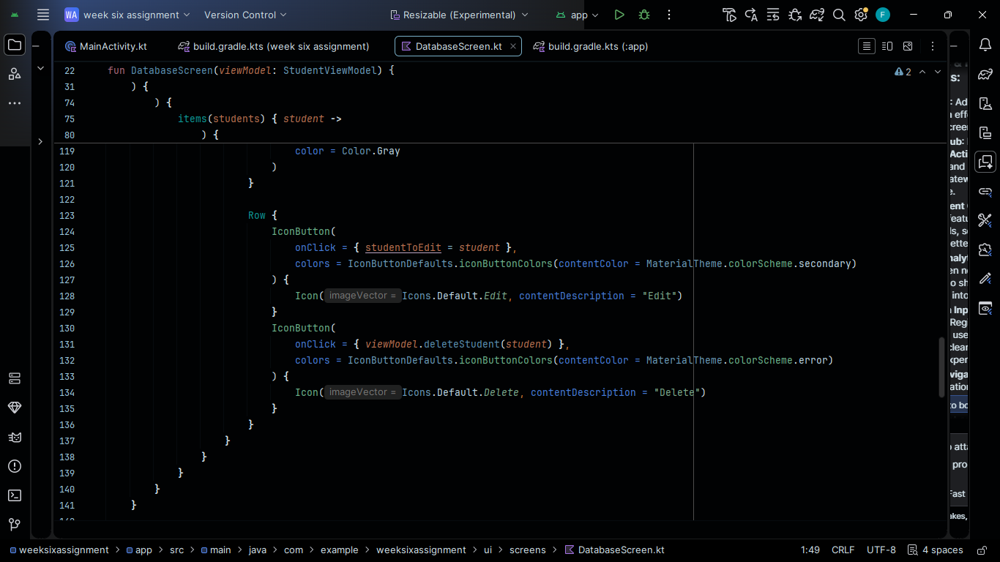 WA week six assignment Version Control Resizable (Experimental) app F
MainActivity.kt build.gradle.kts (week six assignment) DatabaseScreen.kt build.gradle.kts (:app)
22 fun DatabaseScreen(viewModel: StudentViewModel) { 2
31 ) {
74 ) {
75 items(students) { student ->
80 ) {
119 color = Color.Gray
120 )
121 }
122
123 Row {
124 IconButton(
125 onClick = { studentToEdit = student },
126 colors = IconButtonDefaults.iconButtonColors(contentColor = MaterialTheme.colorScheme.secondary)
127 ) {
128 Icon( imageVector = Icons.Default.Edit, contentDescription = "Edit")
129 }
130 IconButton(
131 onClick = { viewModel.deleteStudent(student) },
132 colors = IconButtonDefaults.iconButtonColors(contentColor = MaterialTheme.colorScheme.error)
133 ) {
134 Icon( imageVector = Icons.Default.Delete, contentDescription = "Delete")
135 }
136 }
137 }
138 }
139 }
140 }
141 }
weeksixassignment > app > src > main > java > com > example > weeksixassignment > ui > screens > DatabaseScreen.kt 1:49 CRLF UTF-8 4 spaces